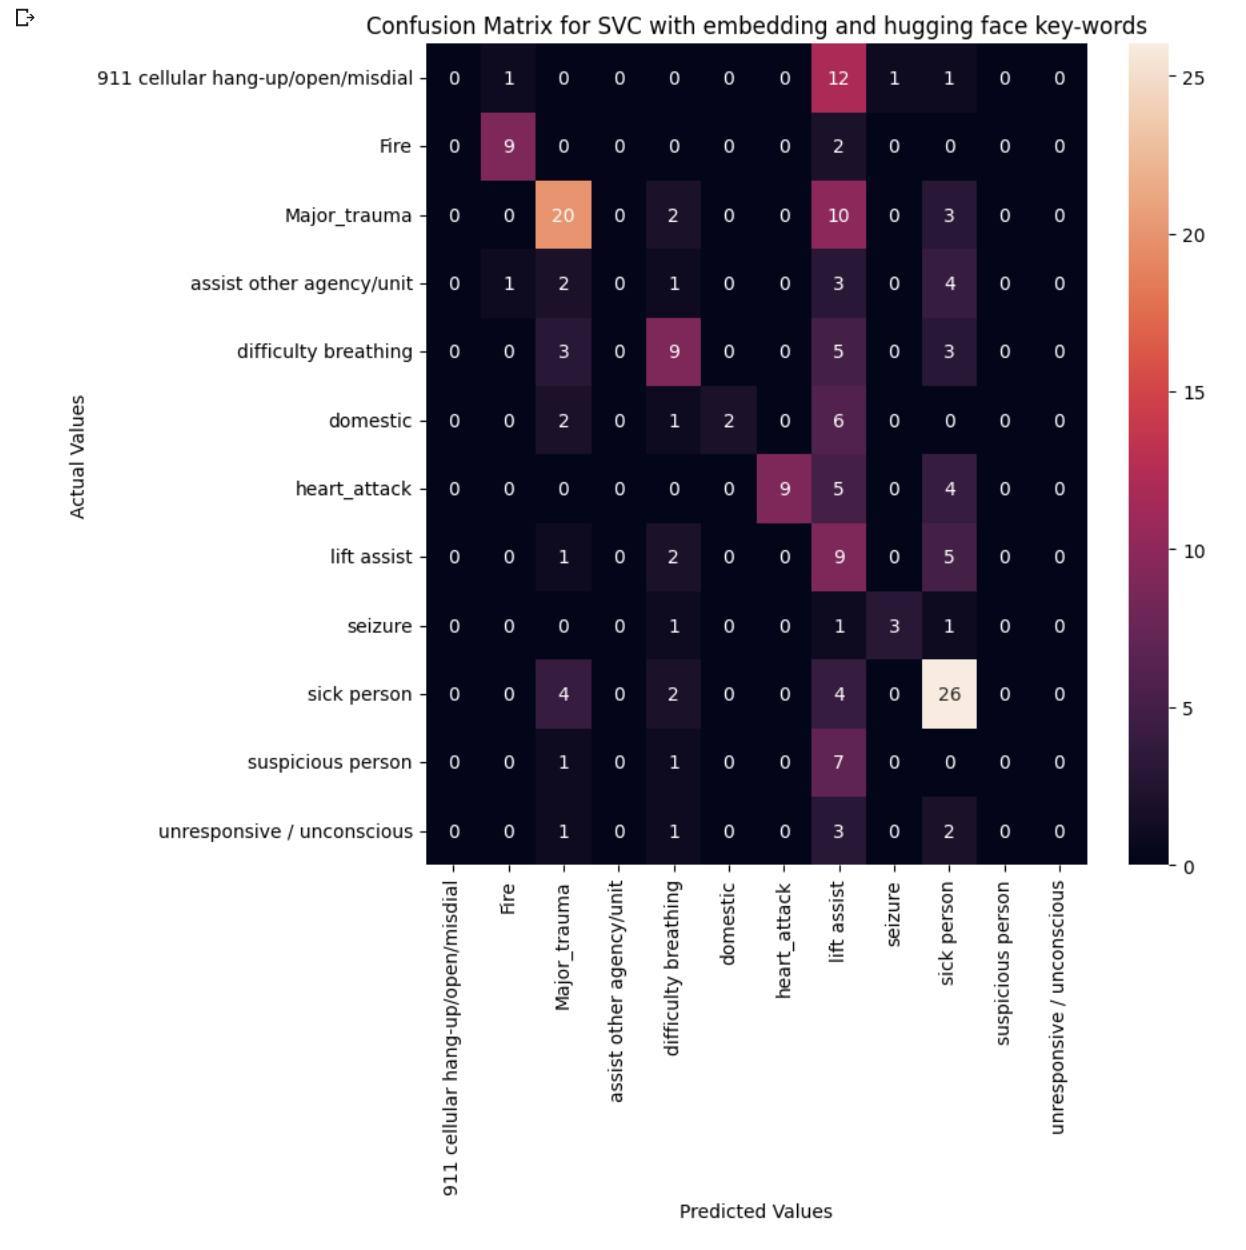 Confusion Matrix for SVC with embedding and hugging face key-words
911 cellular hang-up/open/misdial 0 1 0 0 0 0 0 12 1 1 0 0
Fire 0 9 0 0 0 0 0 2 0 0 0 0
Major_trauma 0 0 20 0 2 0 0 10 0 3 0 0
assist other agency/unit 0 1 2 0 1 0 0 3 0 4 0 0
difficulty breathing 0 0 3 0 9 0 0 5 0 3 0 0
domestic 0 0 2 0 1 2 0 6 0 0 0 0
heart_attack 0 0 0 0 0 0 9 5 0 4 0 0
lift assist 0 0 1 0 2 0 0 9 0 5 0 0
seizure 0 0 0 0 1 0 0 1 3 1 0 0
sick person 0 0 4 0 2 0 0 4 0 26 0 0
suspicious person 0 0 1 0 1 0 0 7 0 0 0 0
unresponsive / unconscious 0 0 1 0 1 0 0 3 0 2 0 0
Actual Values
911 cellular hang-up/open/misdial
Fire
Major_trauma
assist other agency/unit
difficulty breathing
domestic
heart_attack
lift assist
seizure
sick person
suspicious person
unresponsive / unconscious
Predicted Values
25
20
15
10
5
0